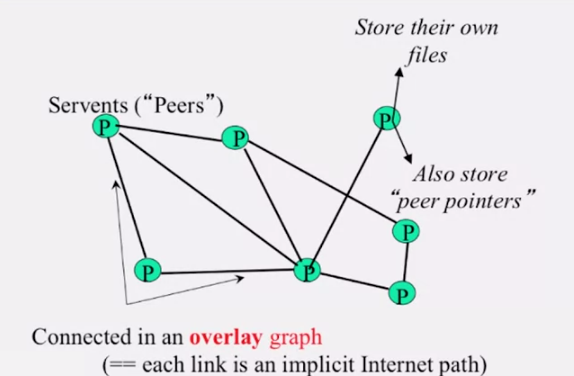 Store their own
files
Servents (“Peers”)
P
P
P
Also store
“peer pointers”
P
P
P
P
Connected in an overlay graph
(== each link is an implicit Internet path)